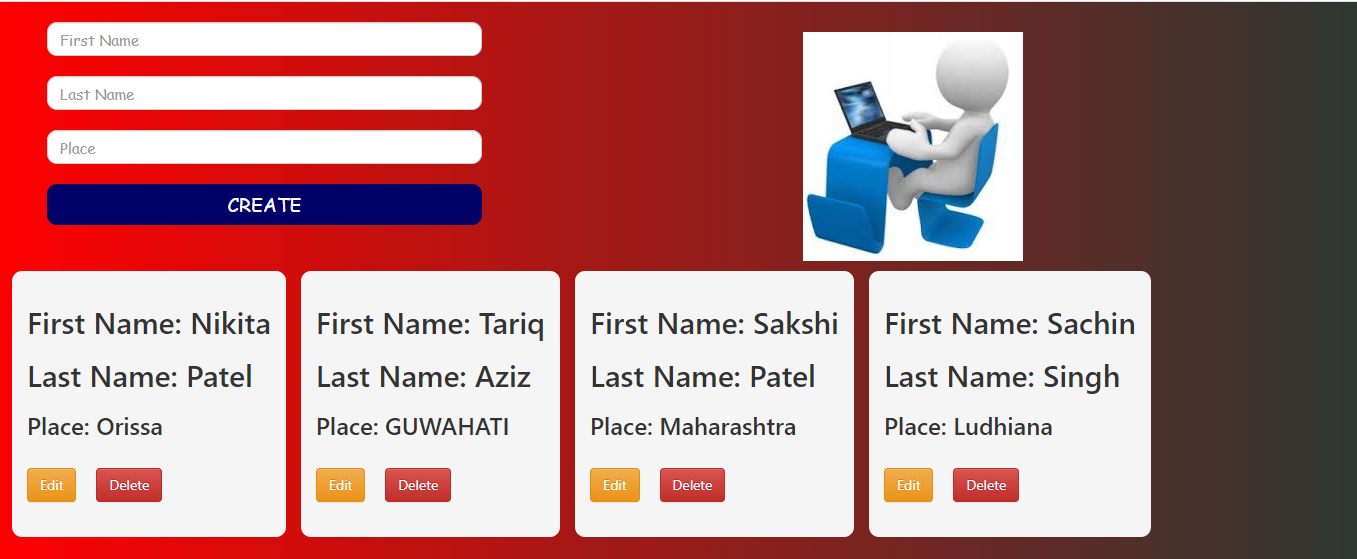 First Name
Last Name
Place
CREATE
First Name: Nikita
Last Name: Patel
Place: Orissa
Edit Delete
First Name: Tariq
Last Name: Aziz
Place: GUWAHATI
Edit Delete
First Name: Sakshi
Last Name: Patel
Place: Maharashtra
Edit Delete
First Name: Sachin
Last Name: Singh
Place: Ludhiana
Edit Delete